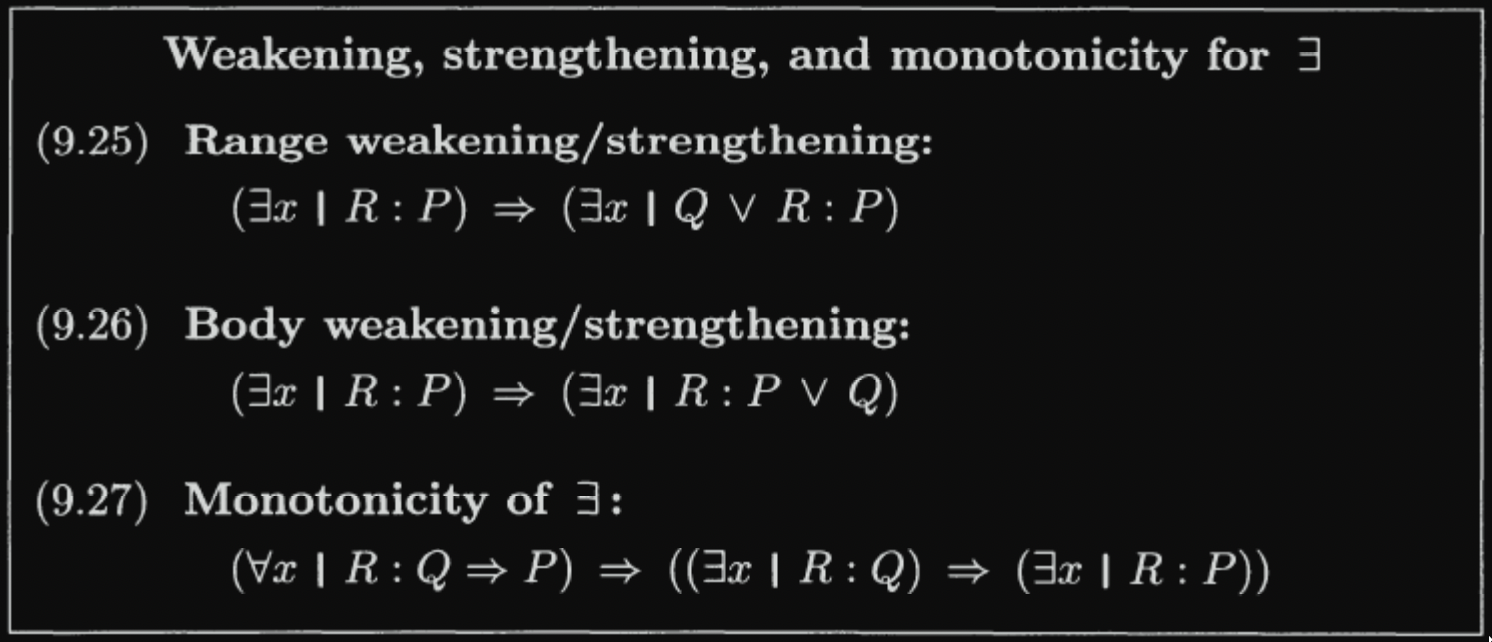 Weakening, strengthening, and monotonicity for ∃
(9.25) Range weakening/strengthening:
(∃x | R : P) ⇒ (∃x | Q ∨ R : P)
(9.26) Body weakening/strengthening:
(∃x | R : P) ⇒ (∃x | R : P ∨ Q)
(9.27) Monotonicity of ∃:
(∀x | R : Q ⇒ P) ⇒ ((∃x | R : Q) ⇒ (∃x | R : P))